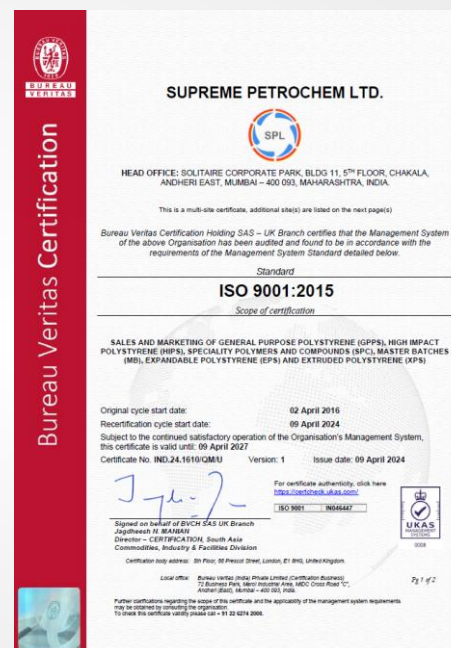 BUREAU
VERITAS
Bureau Veritas Certification
SUPREME PETROCHEM LTD.
SPL
HEAD OFFICE: SOLITAIRE CORPORATE PARK, BLDG 11, 5TH FLOOR, CHAKALA,
ANDHERI EAST, MUMBAI – 400 093, MAHARASHTRA, INDIA.
This is a multi-site certificate, additional site(s) are listed on the next page(s)
Bureau Veritas Certification Holding SAS – UK Branch certifies that the Management System
of the above Organisation has been audited and found to be in accordance with the
requirements of the Management System Standard detailed below.
Standard
ISO 9001:2015
Scope of certification
SALES AND MARKETING OF GENERAL PURPOSE POLYSTYRENE (GPPS), HIGH IMPACT
POLYSTYRENE (HIPS), SPECIALITY POLYMERS AND COMPOUNDS (SPC), MASTER BATCHES
(MB), EXPANDABLE POLYSTYRENE (EPS) AND EXTRUDED POLYSTYRENE (XPS)
Original cycle start date: 02 April 2016
Recertification cycle start date: 09 April 2024
Subject to the continued satisfactory operation of the Organisation's Management System,
this certificate is valid until: 09 April 2027
Certificate No. IND.24.1610/QM/U Version: 1 Issue date: 09 April 2024
For certificate authenticity, click here
https://certcheck.ukas.com/
ISO 9001 IN046447
Signed on behalf of BVCH SAS UK Branch
Jagdheesh N. MANIAN
Director – CERTIFICATION, South Asia
Commodities, Industry & Facilities Division
UKAS
MANAGEMENT
SYSTEMS
0008
Certification body address: 5th Floor, 66 Prescot Street, London, E1 8HG, United Kingdom.
Local office: Bureau Veritas (India) Private Limited (Certification Business)
72 Business Park, Marol Industrial Area, MIDC Cross Road "C",
Andheri (East), Mumbai – 400 093, India.
Pg 1 of 2
Further clarifications regarding the scope of this certificate and the applicability of the management system requirements
may be obtained by consulting the organisation.
To check this certificate validity please call + 91 22 6274 2000.